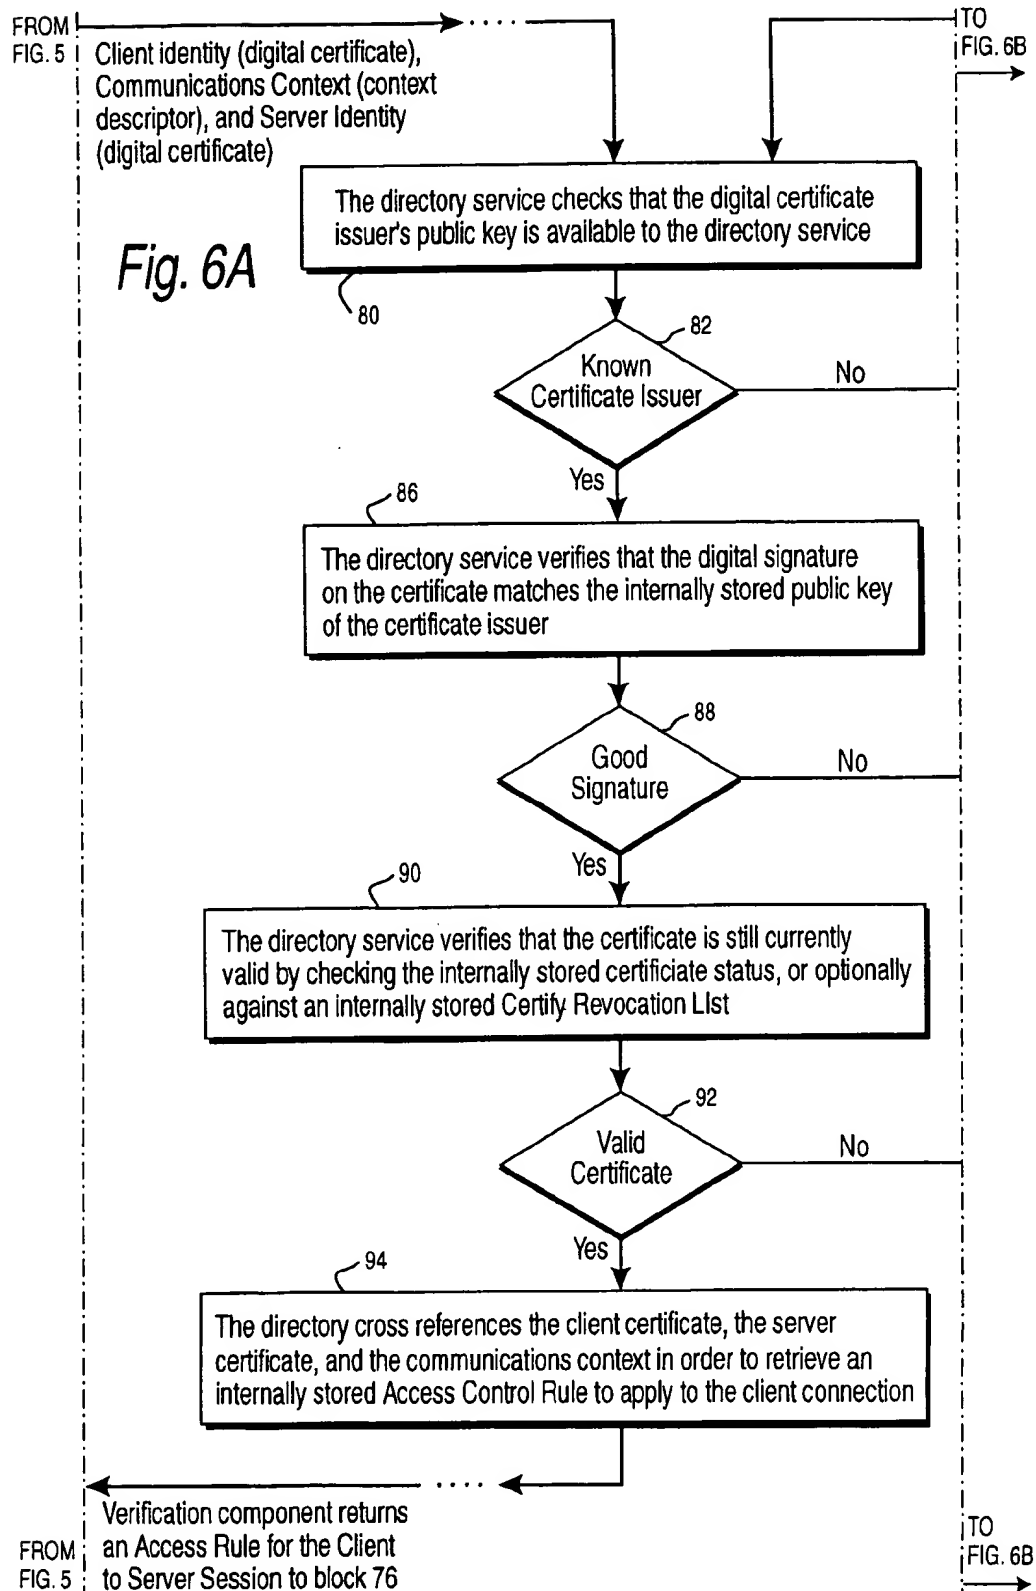 FROM
FIG. 5
TO
FIG. 6B
Client identity (digital certificate),
Communications Context (context
descriptor), and Server Identity
(digital certificate)
The directory service checks that the digital certificate
issuer's public key is available to the directory service
Fig. 6A
80
82
Known
Certificate Issuer
No
Yes
86
The directory service verifies that the digital signature
on the certificate matches the internally stored public key
of the certificate issuer
88
Good
Signature
No
Yes
90
The directory service verifies that the certificate is still currently
valid by checking the internally stored certificiate status, or optionally
against an internally stored Certify Revocation LIst
92
Valid
Certificate
No
Yes
94
The directory cross references the client certificate, the server
certificate, and the communications context in order to retrieve an
internally stored Access Control Rule to apply to the client connection
Verification component returns
an Access Rule for the Client
to Server Session to block 76
FROM
FIG. 5
TO
FIG. 6B